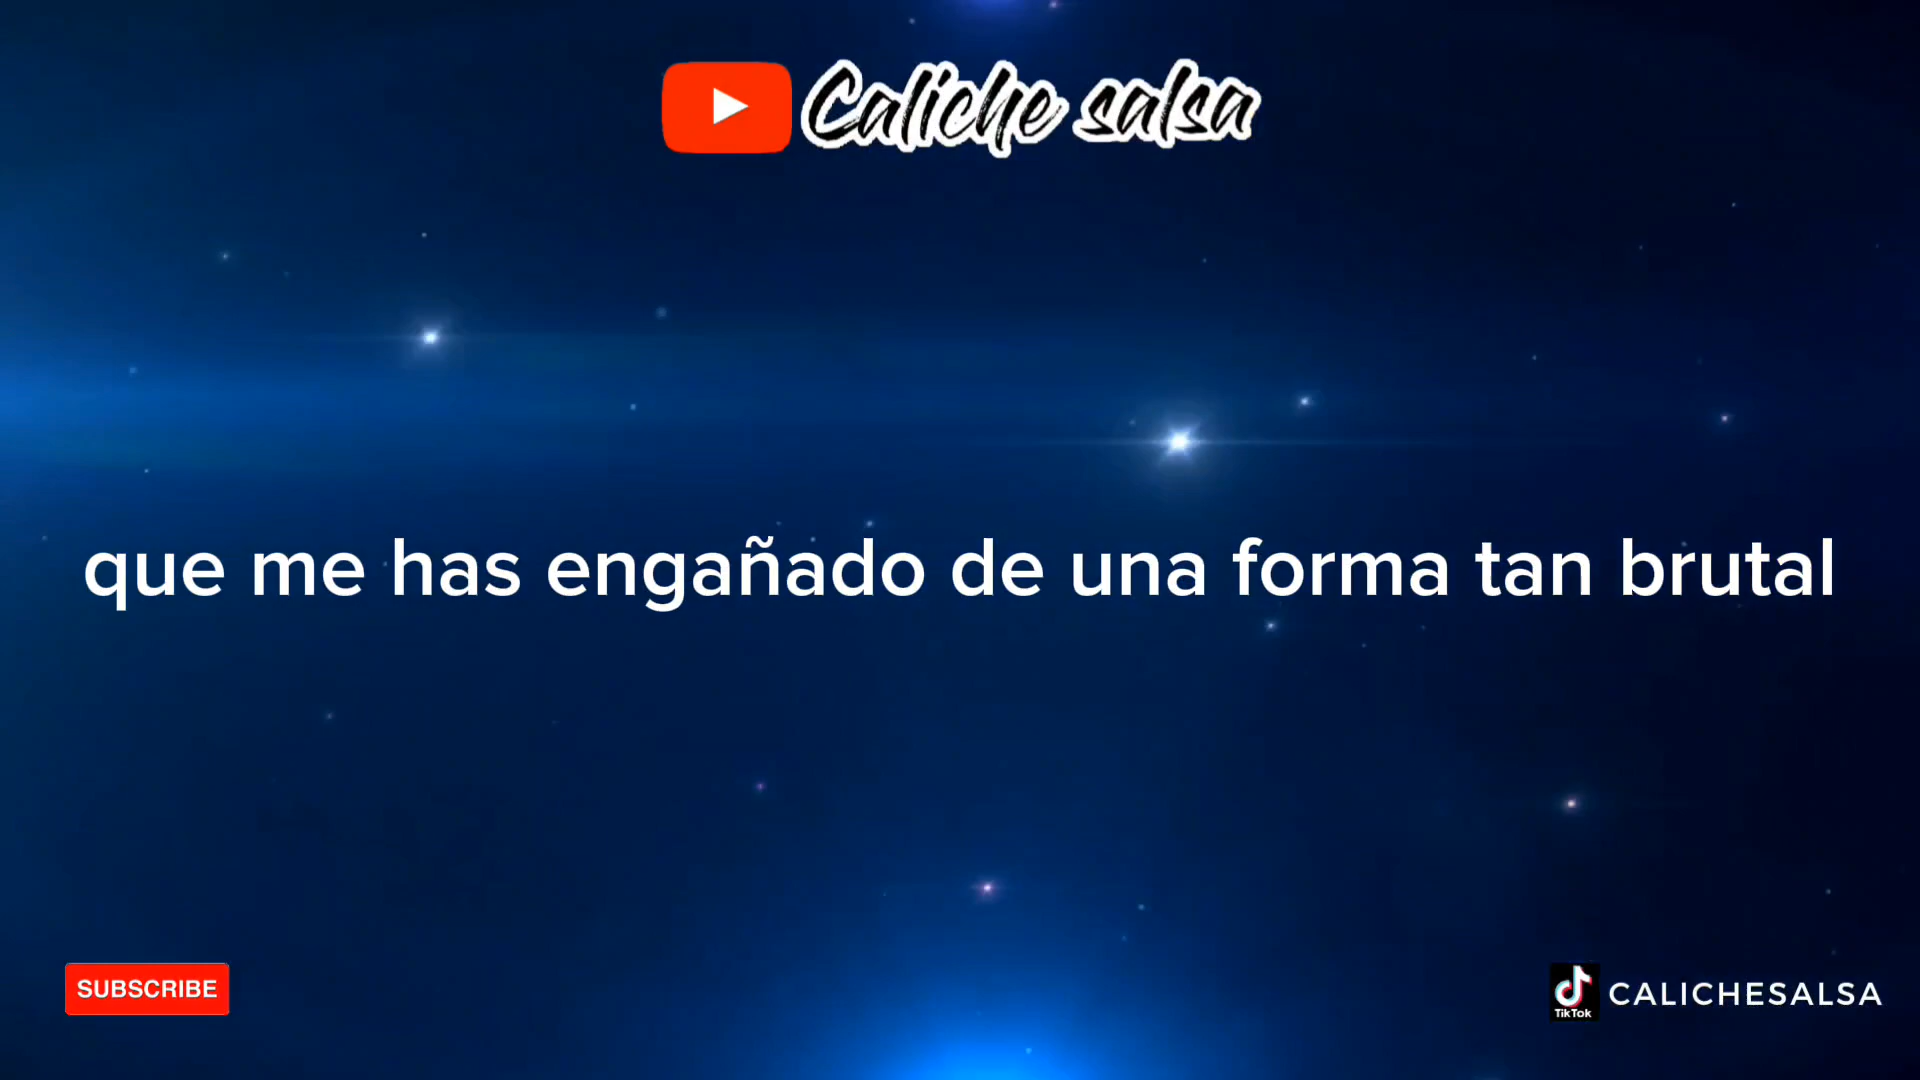 Caliche salsa
que me has engañado de una forma tan brutal
SUBSCRIBE
TikTok
CALICHESALSA